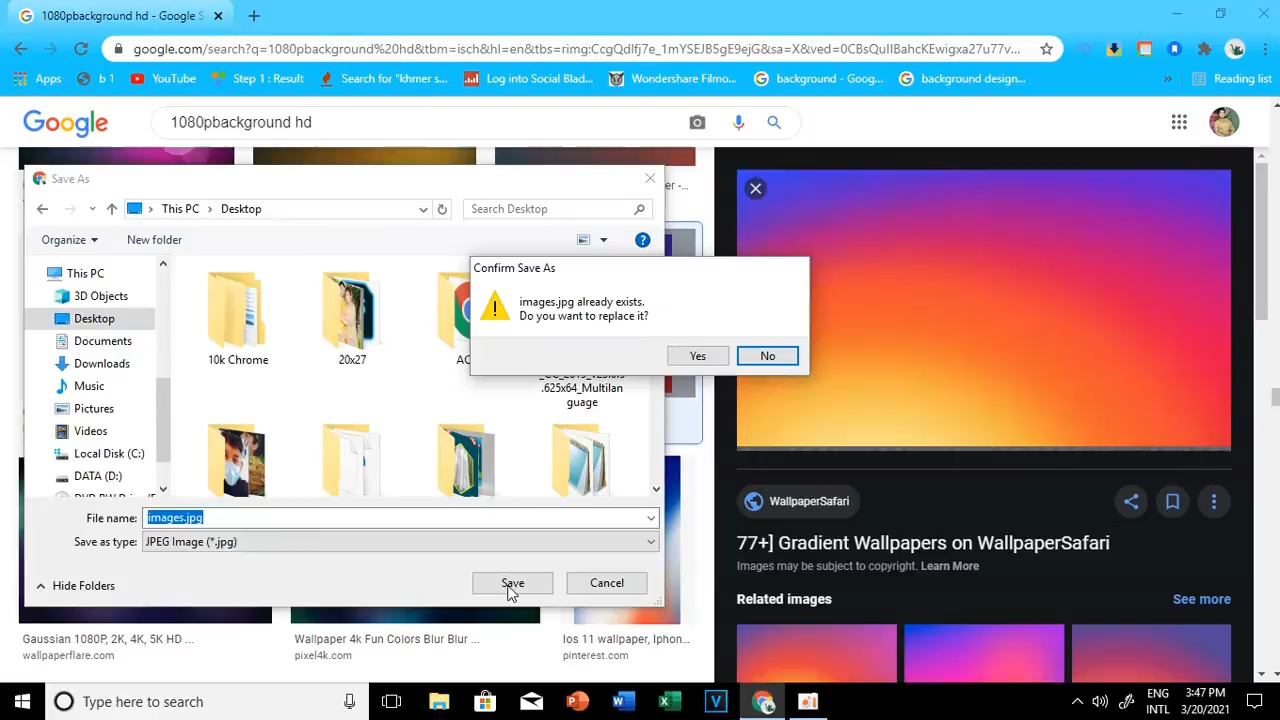 1080pbackground hd - Google S
google.com/search?q=1080pbackground%20hd&tbm=isch&hl=en&tbs=rimg:CcgQdlfj7e_1mYSEJB5gE9ejG&sa=X&ved=0CBsQuIIBahcKEwigxa27u77v...
Apps
b 1
YouTube
Step 1 : Result
Search for "khmer s...
Log into Social Blad...
Wondershare Filmo...
background - Goog...
background design...
»
Reading list
Google
1080pbackground hd
Save As
er -...
This PC > Desktop
Search Desktop
Organize
New folder
This PC
3D Objects
Desktop
Documents
Downloads
Music
Pictures
Videos
Local Disk (C:)
DATA (D:)
10k Chrome
20x27
.625x64_Multilan
guage
Confirm Save As
images.jpg already exists.
Do you want to replace it?
Yes
No
File name:
images.jpg
Save as type:
JPEG Image (*.jpg)
Hide Folders
Save
Cancel
WallpaperSafari
77+] Gradient Wallpapers on WallpaperSafari
Images may be subject to copyright. Learn More
Related images
See more
Gaussian 1080P, 2K, 4K, 5K HD ...
wallpaperflare.com
Wallpaper 4k Fun Colors Blur Blur ...
pixel4k.com
Ios 11 wallpaper, Iphon...
pinterest.com
Type here to search
ENG
INTL
3:47 PM
3/20/2021